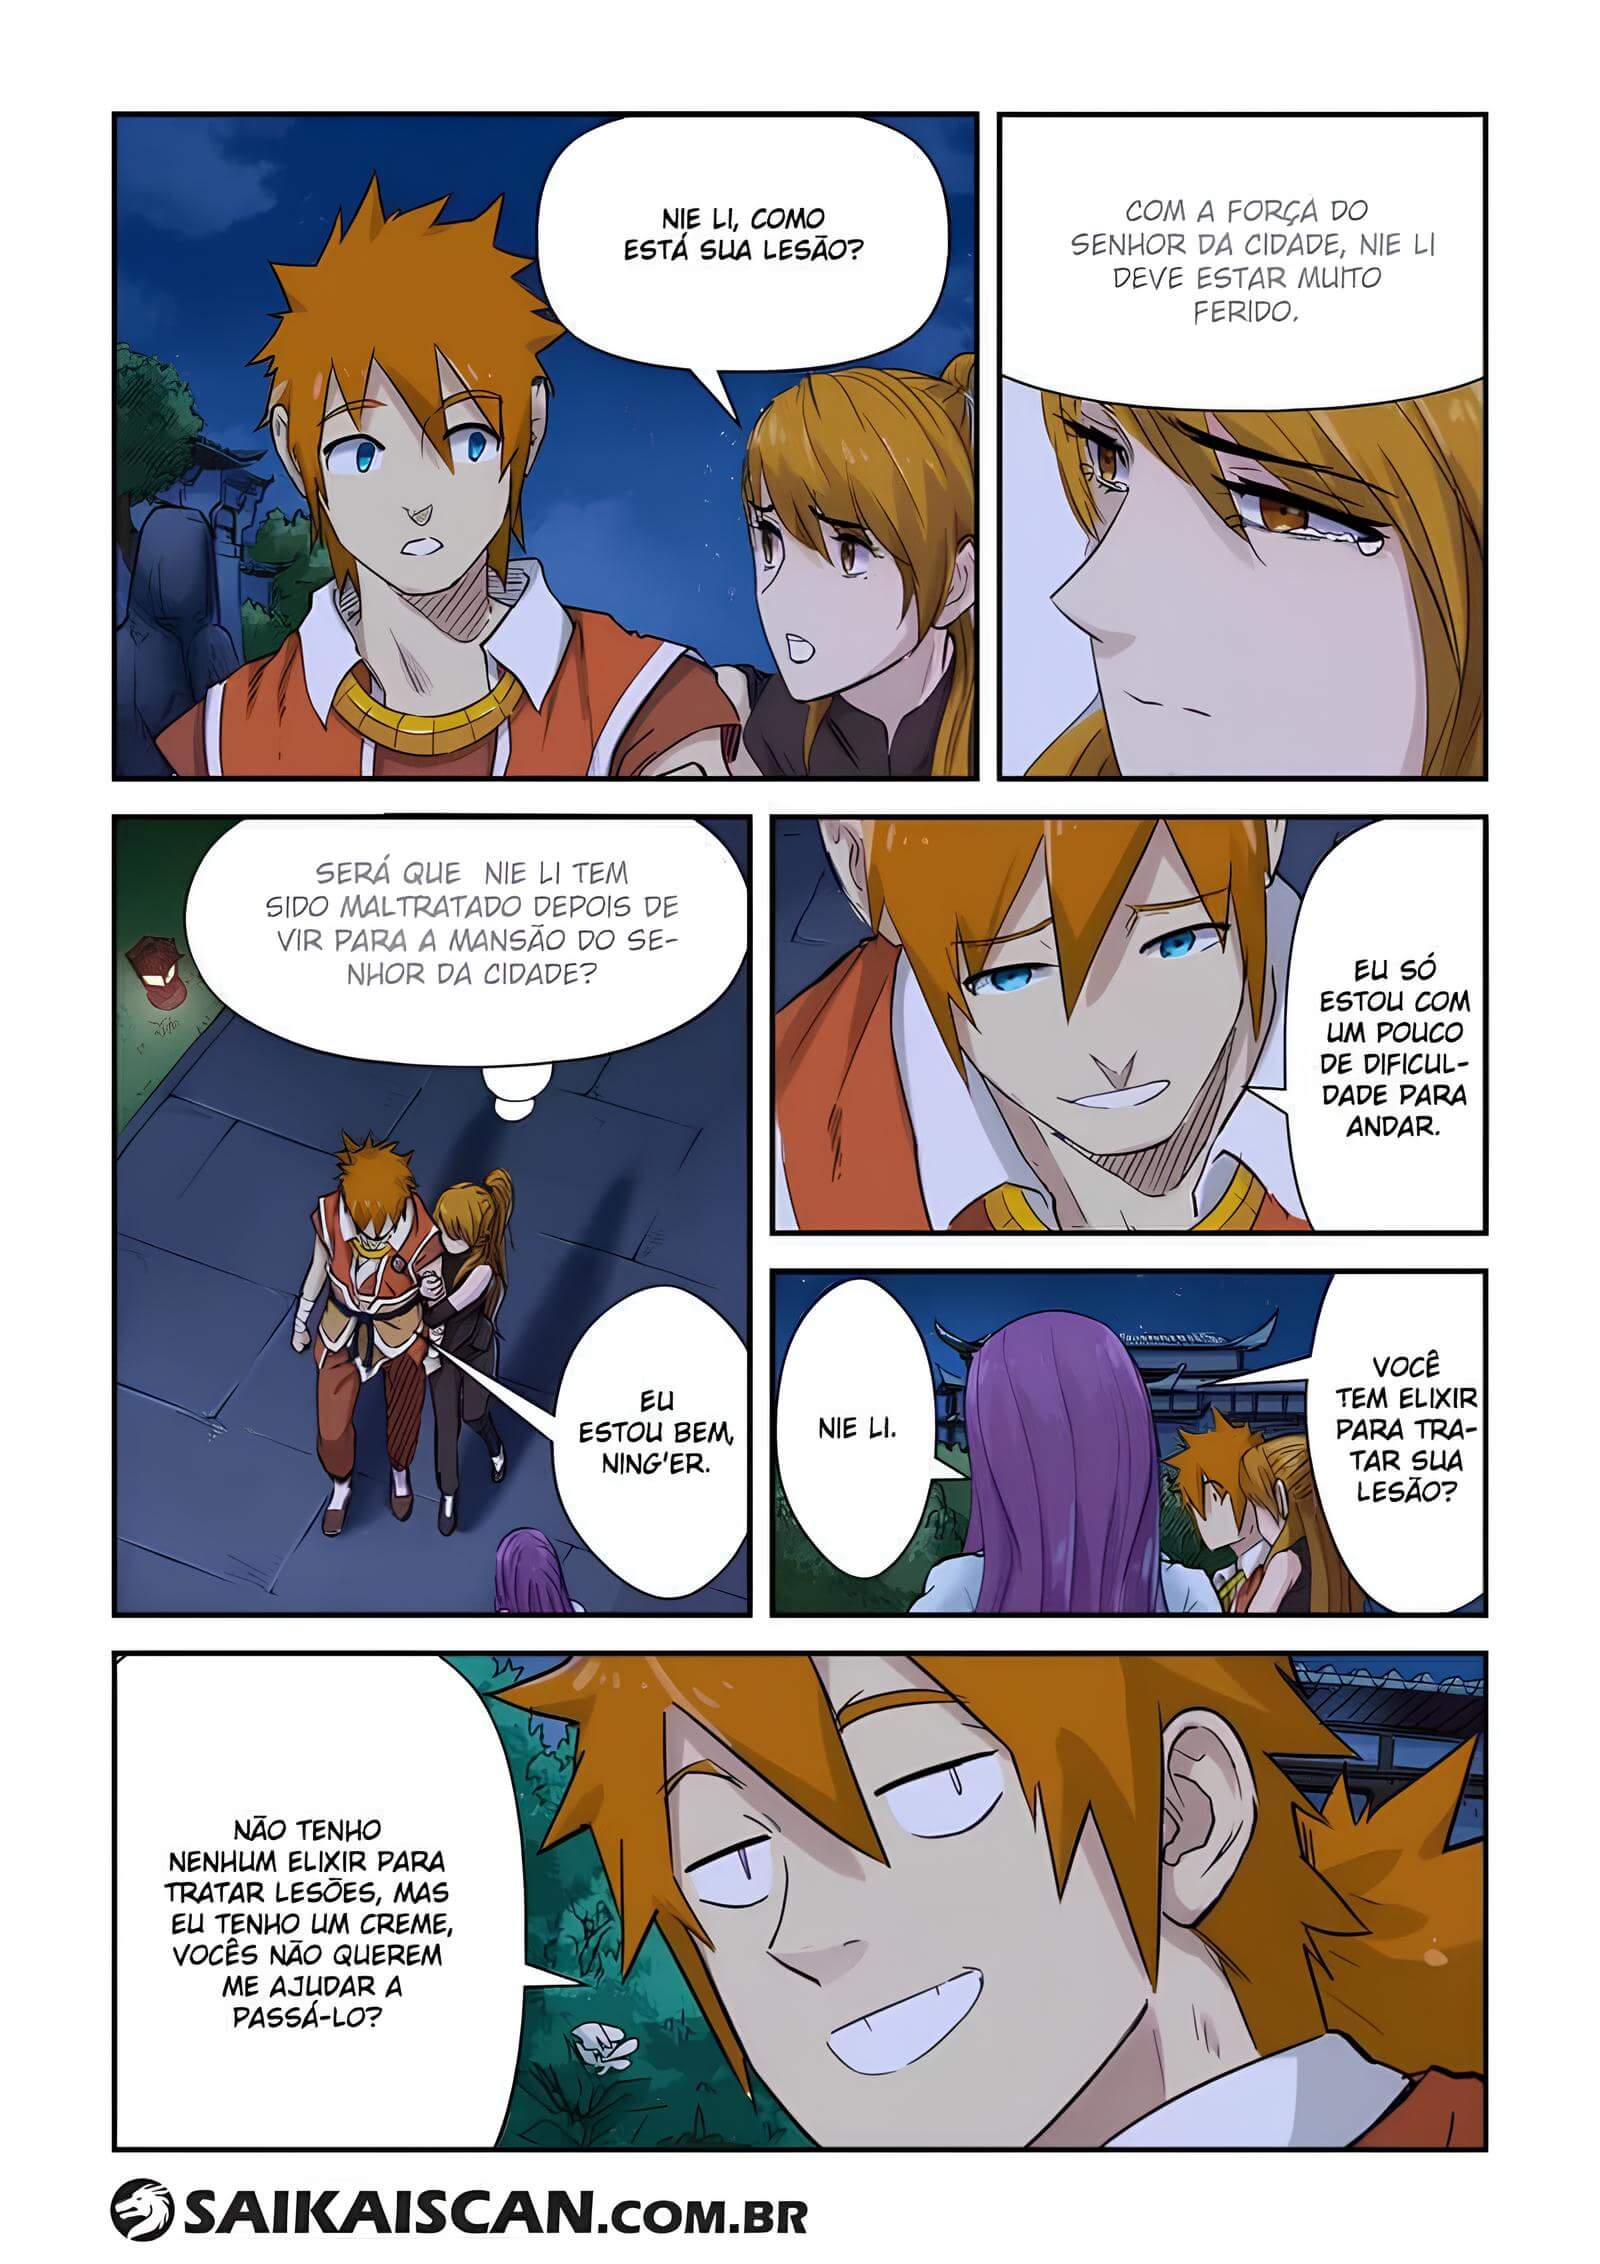 NIE LI, COMO
ESTÁ SUA LESÃO?
COM A FORÇA DO
SENHOR DA CIDADE, NIE LI
DEVE ESTAR MUITO
FERIDO.
SERÁ QUE NIE LI TEM
SIDO MALTRATADO DEPOIS DE
VIR PARA A MANSÃO DO SE-
NHOR DA CIDADE?
EU
ESTOU BEM,
NING'ER.
EU SÓ
ESTOU COM
UM POUCO
DE DIFICUL-
DADE PARA
ANDAR.
NIE LI.
VOCÊ
TEM ELIXIR
PARA TRA-
TAR SUA
LESÃO?
NÃO TENHO
NENHUM ELIXIR PARA
TRATAR LESÕES, MAS
EU TENHO UM CREME,
VOCÊS NÃO QUEREM
ME AJUDAR A
PASSÁ-LO?
SAIKAISCAN.COM.BR